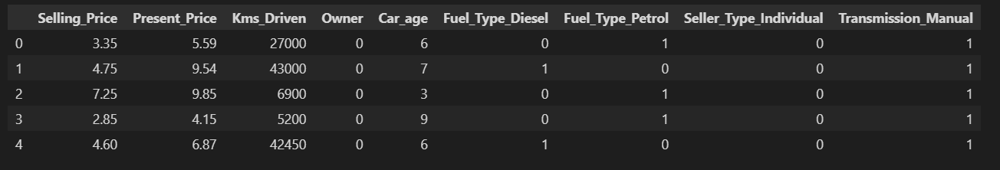 Selling_Price Present_Price Kms_Driven Owner Car_age Fuel_Type_Diesel Fuel_Type_Petrol Seller_Type_Individual Transmission_Manual
0 3.35 5.59 27000 0 6 0 1 0 1
1 4.75 9.54 43000 0 7 1 0 0 1
2 7.25 9.85 6900 0 3 0 1 0 1
3 2.85 4.15 5200 0 9 0 1 0 1
4 4.60 6.87 42450 0 6 1 0 0 1